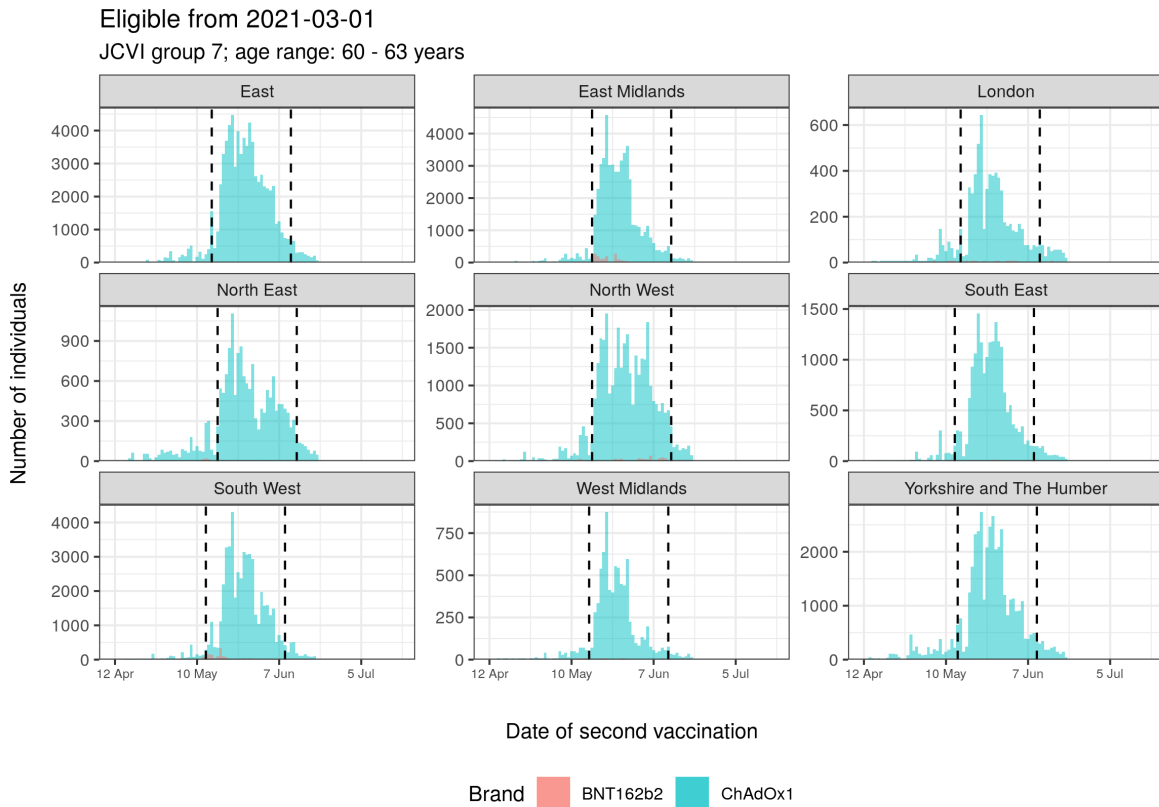 Eligible from 2021-03-01
JCVI group 7; age range: 60 - 63 years
East
East Midlands
London
4000
3000
2000
1000
0
4000
3000
2000
1000
0
600
400
200
0
North East
North West
South East
900
600
300
0
2000
1500
1000
500
0
1500
1000
500
0
South West
West Midlands
Yorkshire and The Humber
4000
3000
2000
1000
0
750
500
250
0
2000
1000
0
12 Apr 10 May 7 Jun 5 Jul
12 Apr 10 May 7 Jun 5 Jul
12 Apr 10 May 7 Jun 5 Jul
Number of individuals
Date of second vaccination
Brand BNT162b2 ChAdOx1